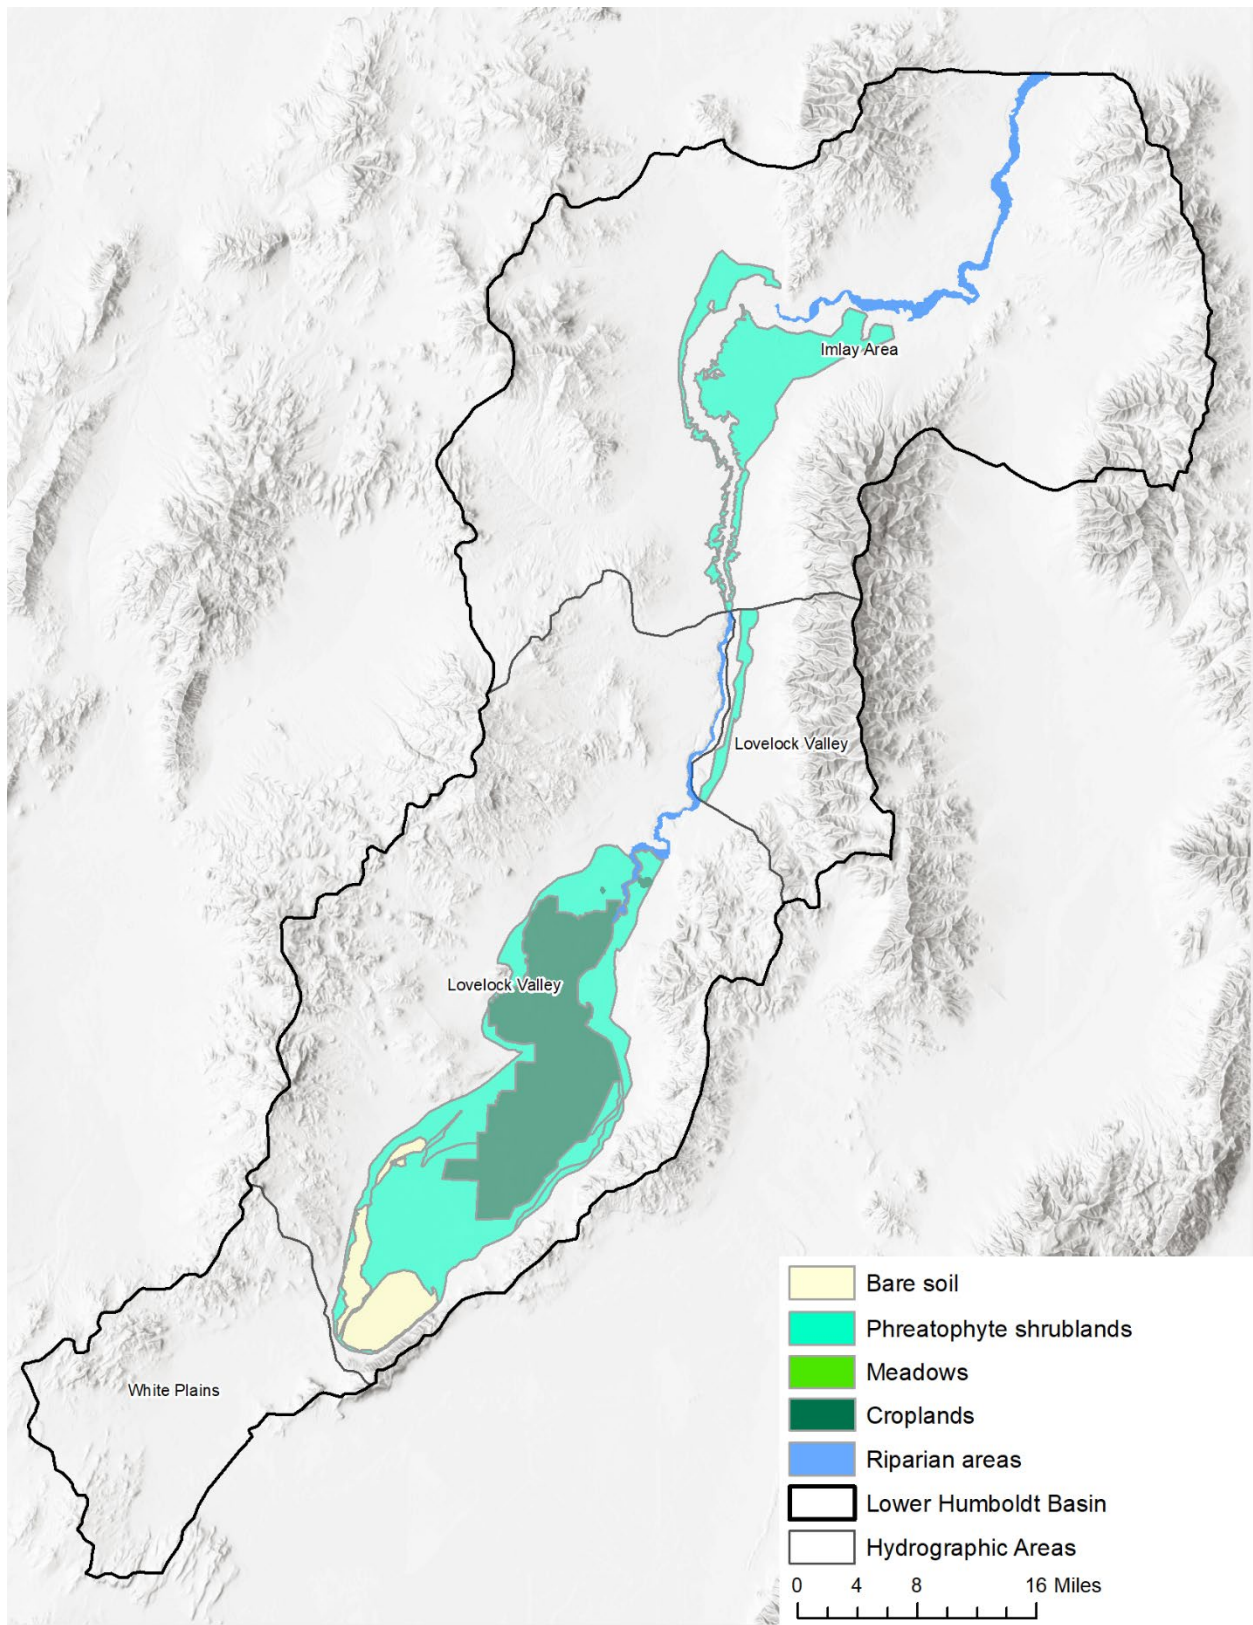 Imlay Area
Lovelock Valley
Lovelock Valley
White Plains
Bare soil
Phreatophyte shrublands
Meadows
Croplands
Riparian areas
Lower Humboldt Basin
Hydrographic Areas
0 4 8 16 Miles